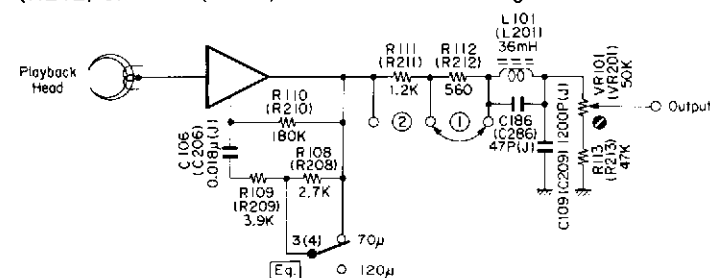 Playback
Head
R110
(R210)
180K
C106
(C206)
0.018μ(J)
R109
(R209)
3.9K
R108
(R208)
2.7K
3(4)
70μ
Eq.
120μ
R111
(R211)
1.2K
②
R112
(R212)
560
①
L101
(L201)
36mH
C186
(C286)
47P(J)
C109 (C209) 1200P(J)
VR101
(VR201)
50K
Output
R113
(R213)
47K